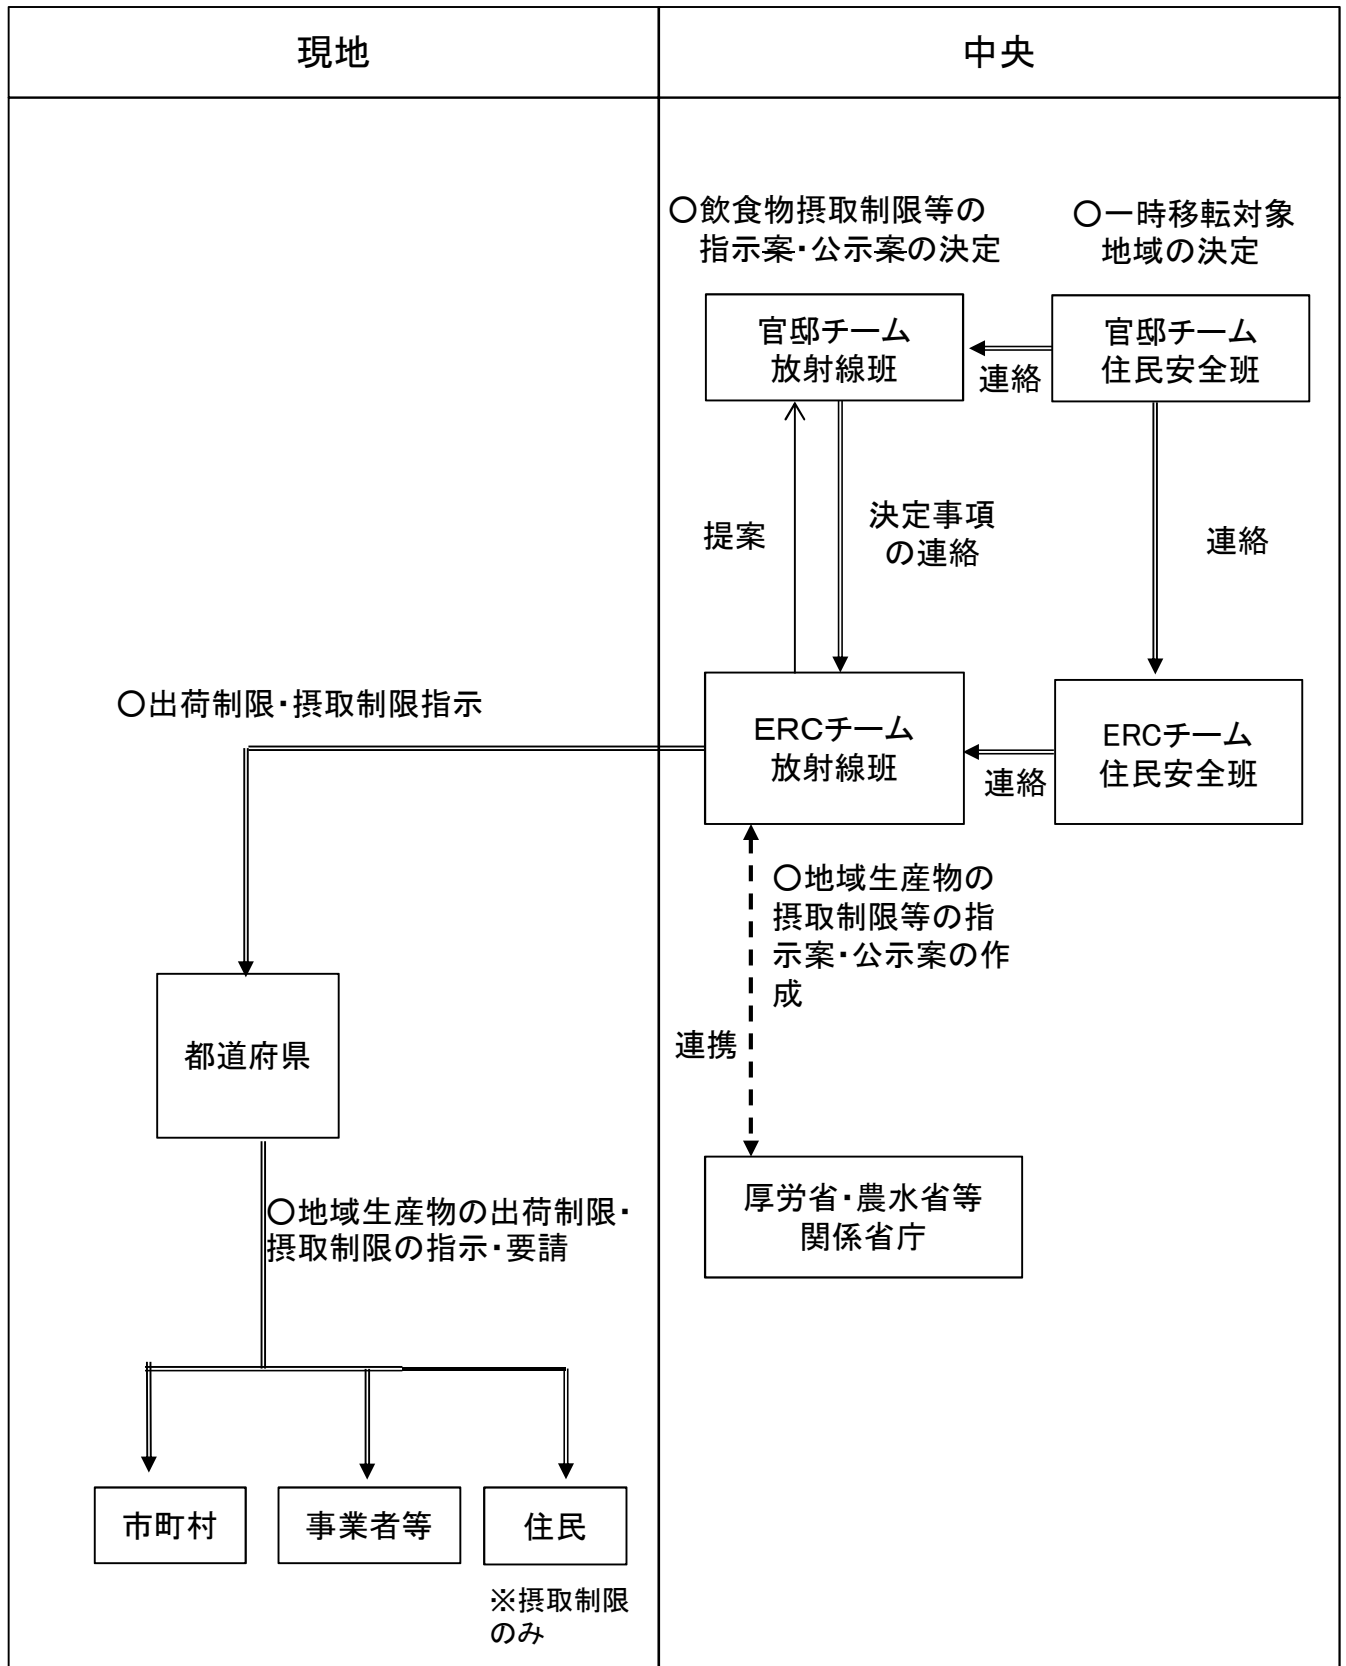 現地
中央
〇飲食物摂取制限等の
指示案・公示案の決定
〇一時移転対象
地域の決定
官邸チーム
放射線班
連絡
官邸チーム
住民安全班
提案
決定事項
の連絡
連絡
〇出荷制限・摂取制限指示
ERCチーム
放射線班
連絡
ERCチーム
住民安全班
〇地域生産物の
摂取制限等の指
示案・公示案の作
成
連携
都道府県
厚労省・農水省等
関係省庁
〇地域生産物の出荷制限・
摂取制限の指示・要請
市町村
事業者等
住民
※摂取制限
のみ